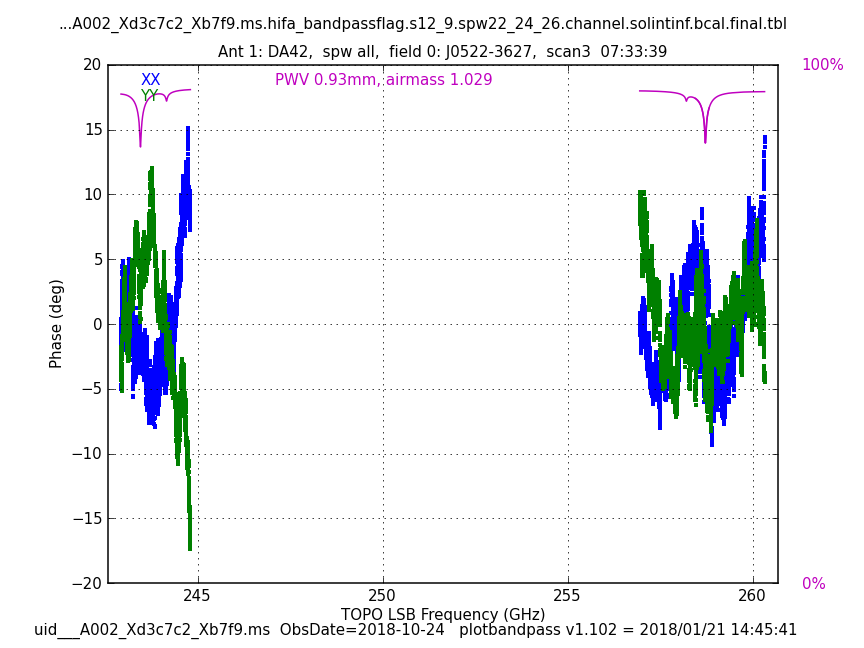 ...A002_Xd3c7c2_Xb7f9.ms.hifa_bandpassflag.s12_9.spw22_24_26.channel.solintinf.bcal.final.tbl
Ant 1: DA42,  spw all,  field 0: J0522-3627,  scan3  07:33:39
20
100%
XX
PWV 0.93mm, airmass 1.029
YY
15
10
5
0
−5
−10
−15
−20
0%
Phase (deg)
245
250
255
260
TOPO LSB Frequency (GHz)
uid___A002_Xd3c7c2_Xb7f9.ms  ObsDate=2018-10-24   plotbandpass v1.102 = 2018/01/21 14:45:41